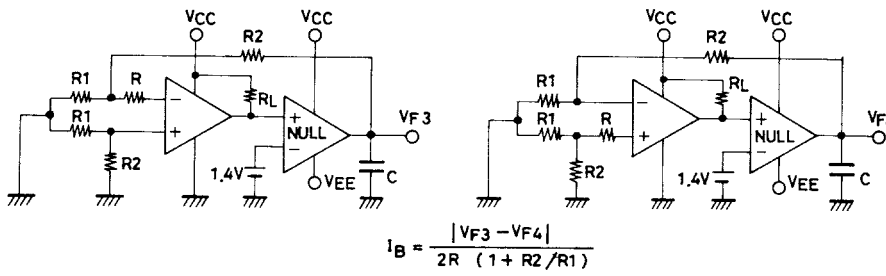 VCC
VCC
R2
R1
R
RL
R1
NULL
VF3
R2
1.4V
VEE
C
VCC
VCC
R2
R1
RL
R1
R
NULL
VF
R2
1.4V
VEE
C
IB = |VF3 - VF4| / 2R (1 + R2/R1)